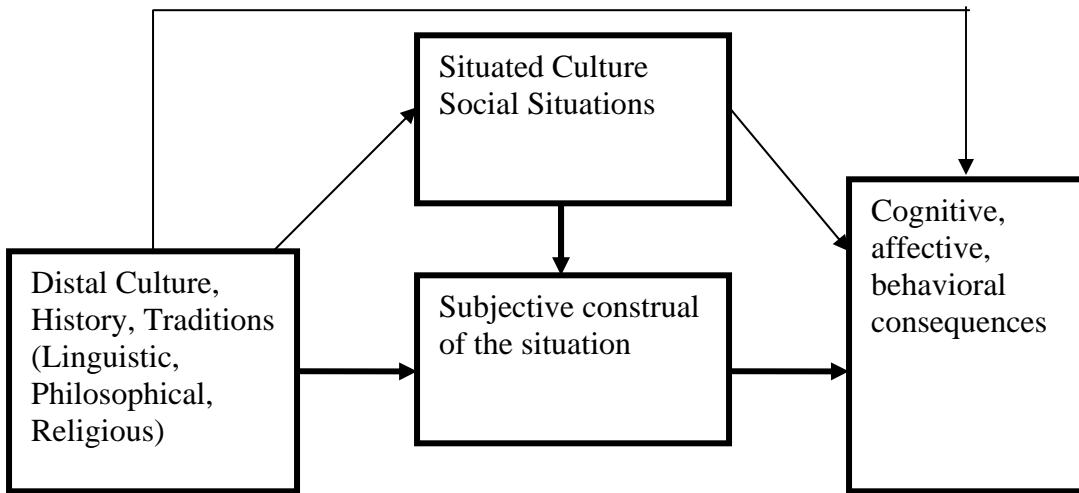 Situated Culture
Social Situations
Distal Culture,
History, Traditions
(Linguistic,
Philosophical,
Religious)
Subjective construal
of the situation
Cognitive,
affective,
behavioral
consequences